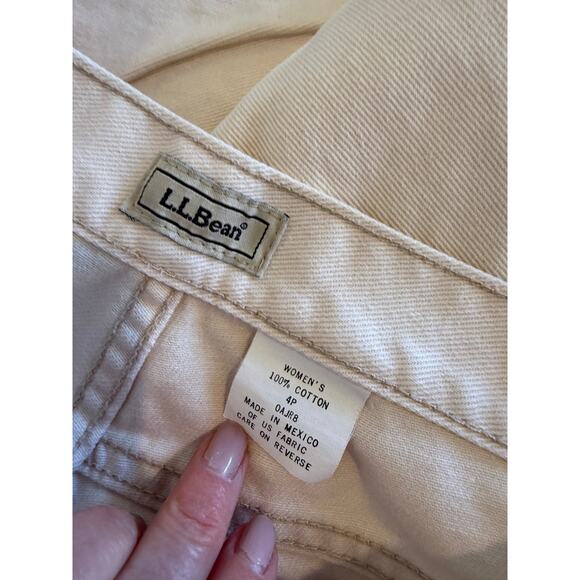 L.L.Bean®
WOMEN'S
100% COTTON
4P
0AJR8
MADE IN MEXICO
OF US FABRIC
CARE ON REVERSE